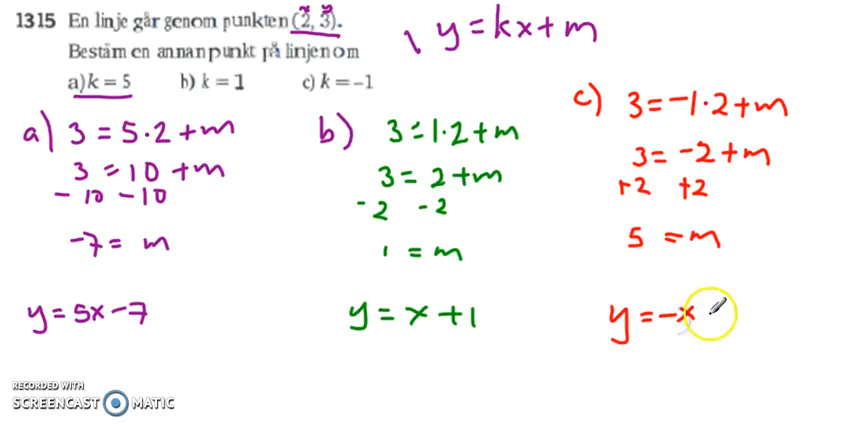 1315 En linje går genom punkten (2, 3).
x y
Bestäm en annan punkt på linjen om
a) k = 5 b) k = 1 c) k = −1
y = kx + m
a) 3 = 5·2 + m
3 = 10 + m
− 10 − 10
−7 = m
y = 5x − 7
b) 3 = 1·2 + m
3 = 2 + m
− 2 − 2
1 = m
y = x + 1
c) 3 = −1·2 + m
3 = −2 + m
+2 +2
5 = m
y = −x
RECORDED WITH
SCREENCAST MATIC